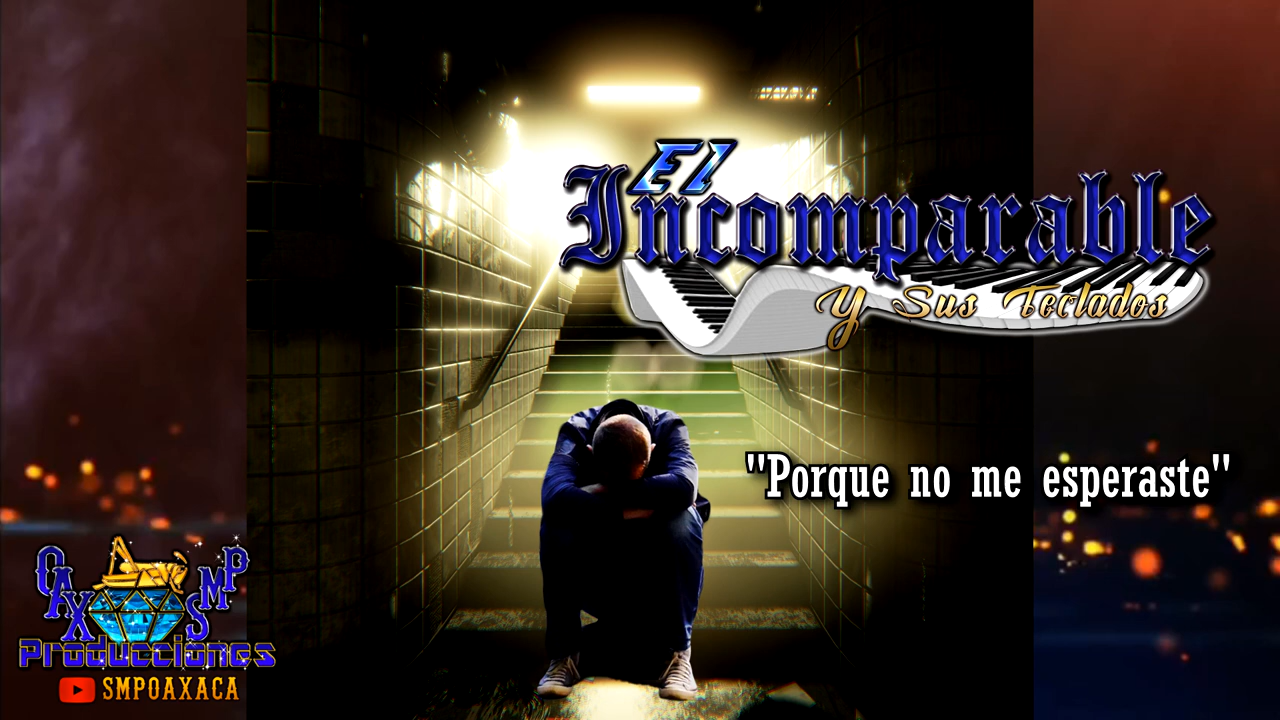 El
Incomparable
Y Sus Teclados
"Porque no me esperaste"
OAX SMP
Producciones
SMPOAXACA